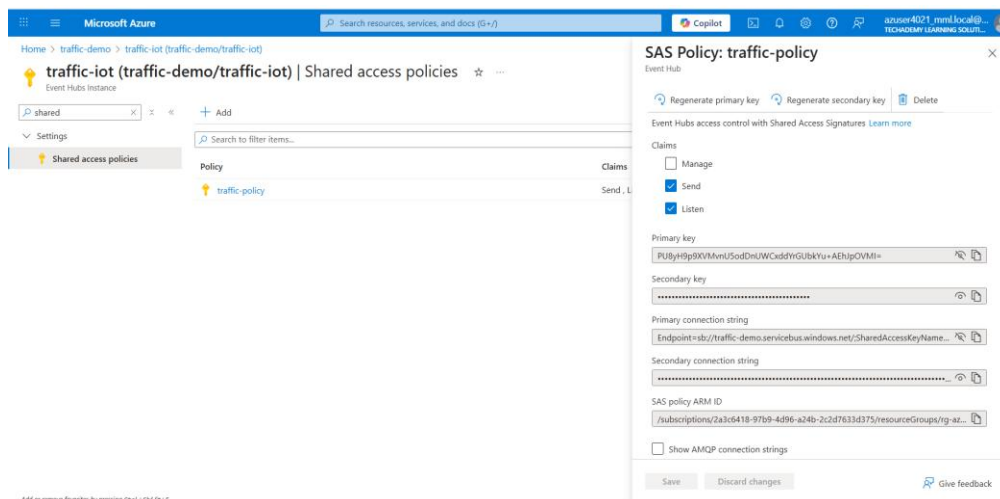 Microsoft Azure
Search resources, services, and docs (G+/)
Copilot
azuser4021_mml.local@...
TECHADEMY LEARNING SOLUTI...
Home > traffic-demo > traffic-iot (traffic-demo/traffic-iot)
traffic-iot (traffic-demo/traffic-iot) | Shared access policies
Event Hubs Instance
shared
Settings
Shared access policies
+ Add
Search to filter items...
Policy Claims
traffic-policy Send , L
SAS Policy: traffic-policy
Event Hub
Regenerate primary key Regenerate secondary key Delete
Event Hubs access control with Shared Access Signatures Learn more
Claims
Manage
Send
Listen
Primary key
PU8yH9p9XVMvnU5odDnUWCxddYrGUbkYu+AEhJpOVMI=
Secondary key
Primary connection string
Endpoint=sb://traffic-demo.servicebus.windows.net/;SharedAccessKeyName...
Secondary connection string
SAS policy ARM ID
/subscriptions/2a3c6418-97b9-4d96-a24b-2c2d7633d375/resourceGroups/rg-az...
Show AMQP connection strings
Save Discard changes
Give feedback